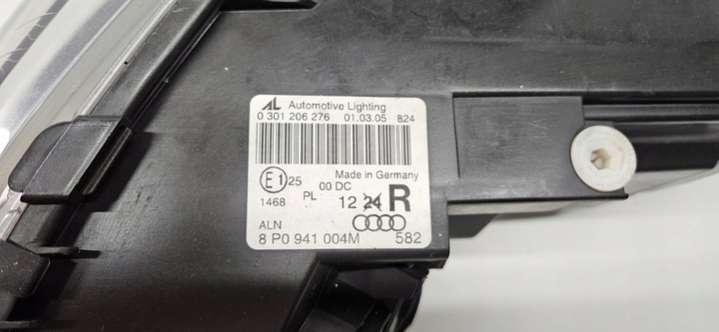 AL Automotive Lighting
0 301 206 276 01.03.05 824
Made in Germany
E1 25 00 DC
1468 PL 12 24 R
ALN
8 P0 941 004M 582